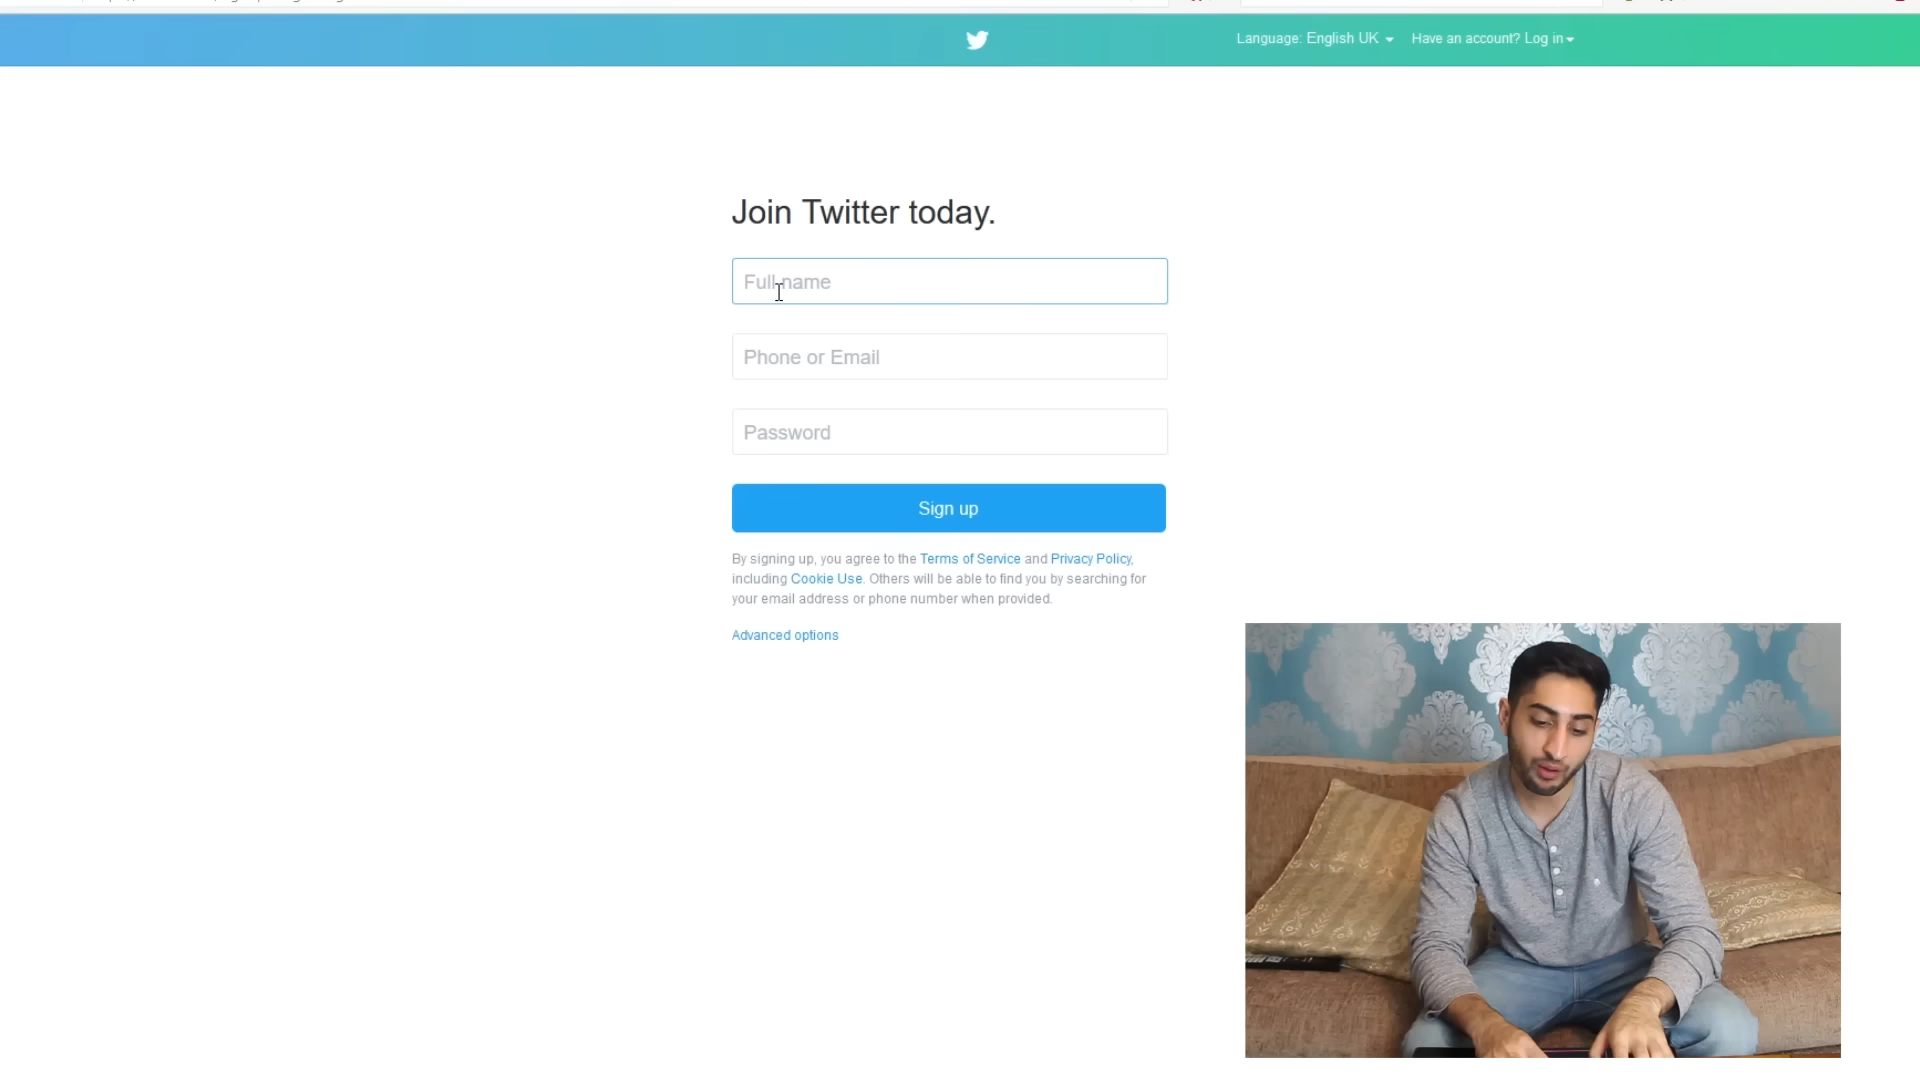 Language: English UK
Have an account? Log in
Join Twitter today.
Full name
Phone or Email
Password
Sign up
By signing up, you agree to the Terms of Service and Privacy Policy,
including Cookie Use. Others will be able to find you by searching for
your email address or phone number when provided.
Advanced options